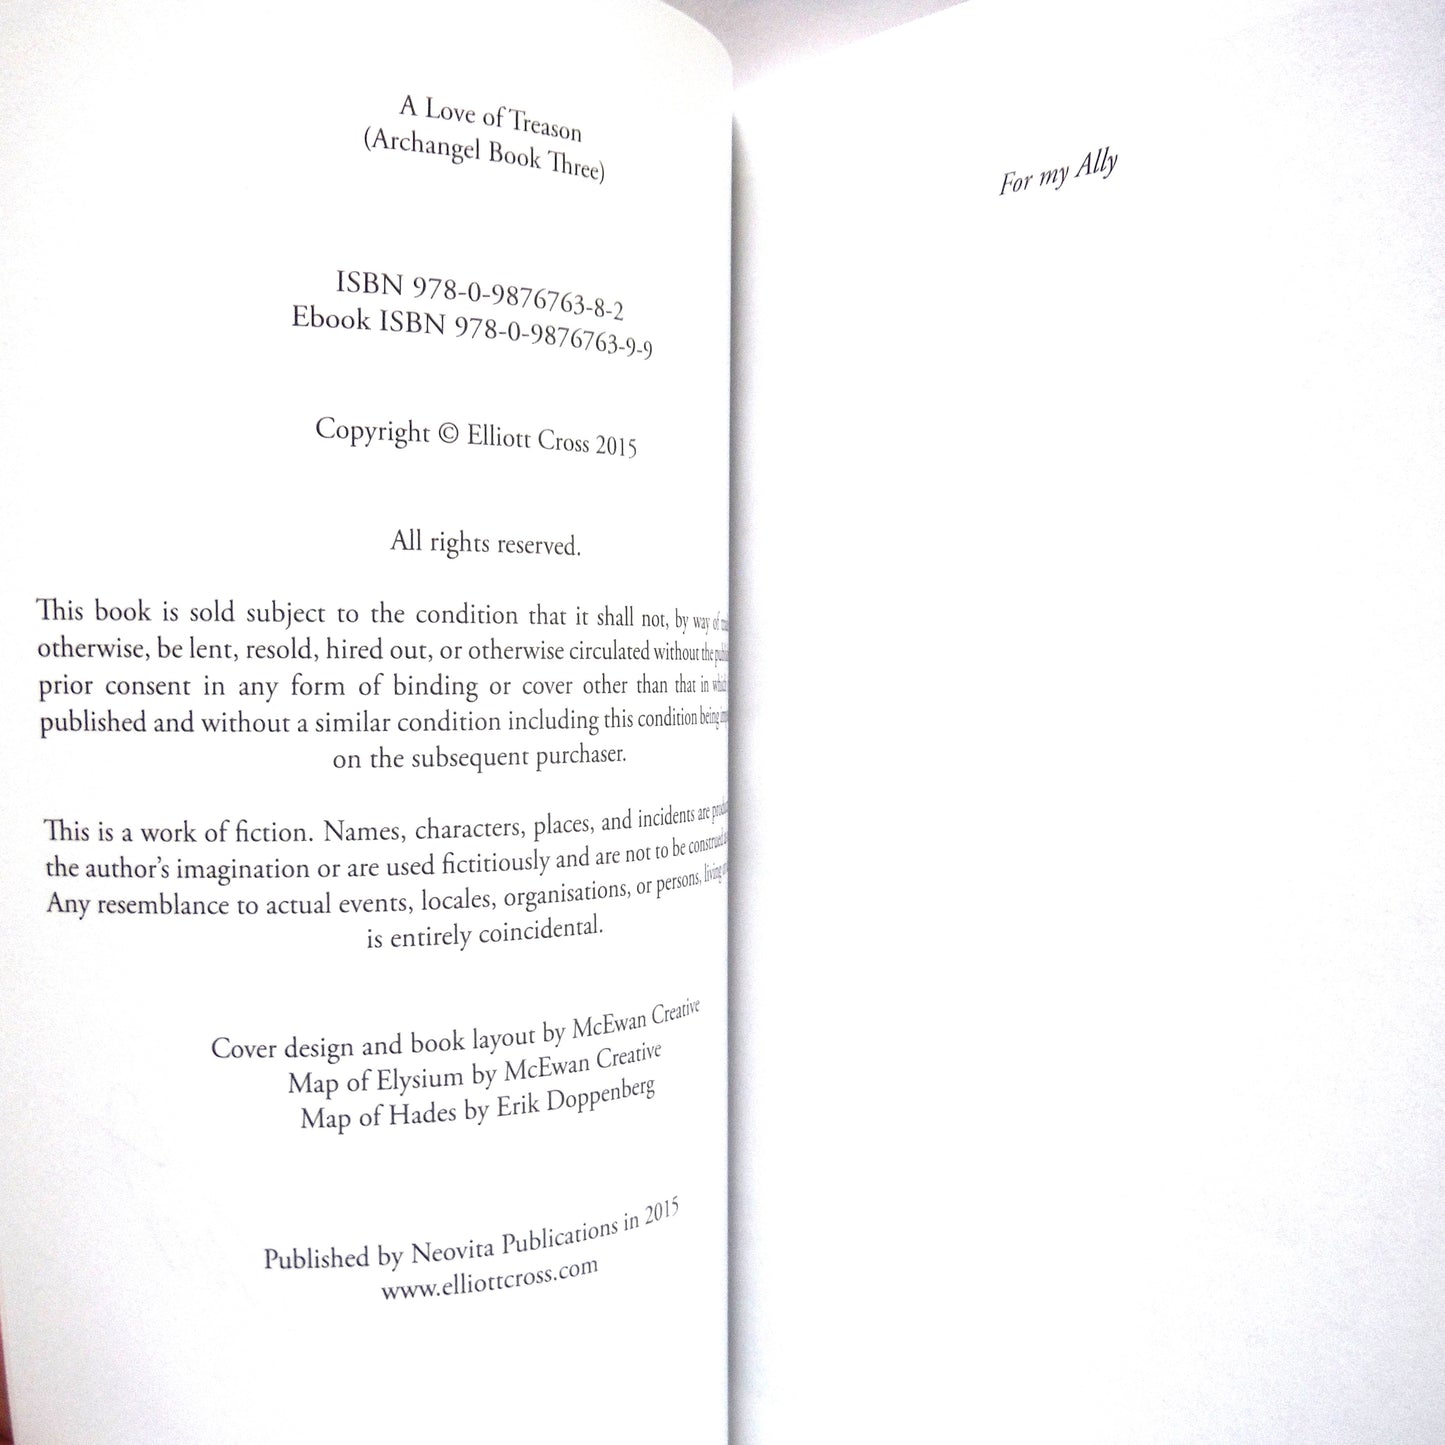 A Love of Treason
(Archangel Book Three)
ISBN 978-0-9876763-8-2
Ebook ISBN 978-0-9876763-9-9
Copyright © Elliott Cross 2015
All rights reserved.
This book is sold subject to the condition that it shall not, by way of
otherwise, be lent, resold, hired out, or otherwise circulated without the
prior consent in any form of binding or cover other than that in which
published and without a similar condition including this condition being
on the subsequent purchaser.
This is a work of fiction. Names, characters, places, and incidents are
the author's imagination or are used fictitiously and are not to be construed
Any resemblance to actual events, locales, organisations, or persons, living
is entirely coincidental.
Cover design and book layout by McEwan Creative
Map of Elysium by McEwan Creative
Map of Hades by Erik Doppenberg
Published by Neovita Publications in 2015
www.elliottcross.com
For my Ally